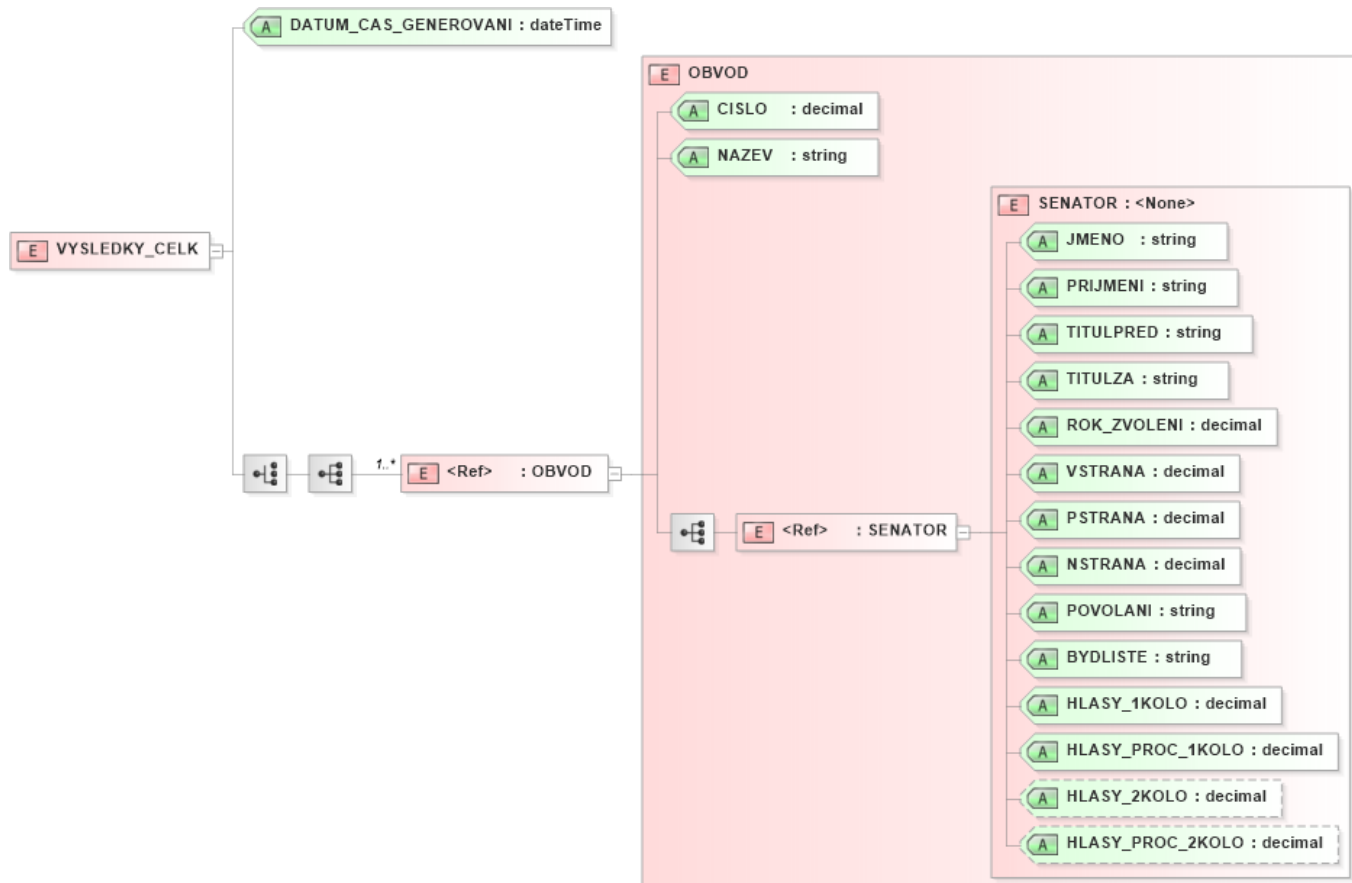 A DATUM_CAS_GENEROVANI : dateTime
E OBVOD
A CISLO : decimal
A NAZEV : string
E SENATOR : <None>
A JMENO : string
E VYSLEDKY_CELK
A PRIJMENI : string
A TITULPRED : string
A TITULZA : string
A ROK_ZVOLENI : decimal
1..* E <Ref> : OBVOD
A VSTRANA : decimal
A PSTRANA : decimal
E <Ref> : SENATOR
A NSTRANA : decimal
A POVOLANI : string
A BYDLISTE : string
A HLASY_1KOLO : decimal
A HLASY_PROC_1KOLO : decimal
A HLASY_2KOLO : decimal
A HLASY_PROC_2KOLO : decimal